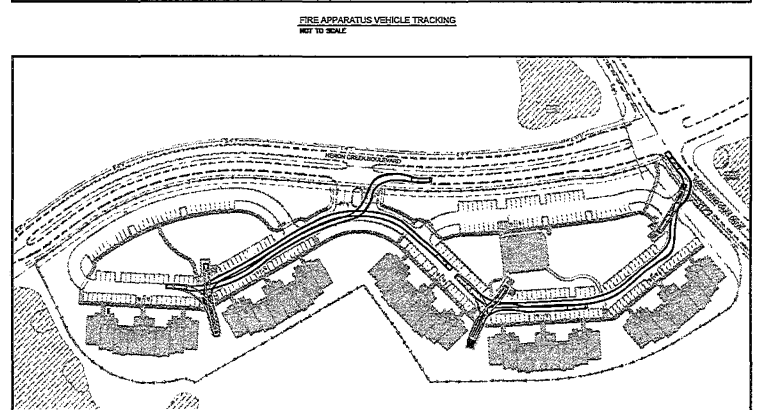 FIRE APPARATUS VEHICLE TRACKING
NOT TO SCALE
HERON CREEK BOULEVARD